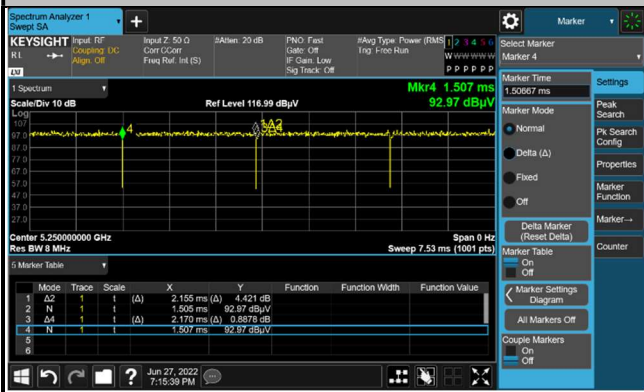 Spectrum Analyzer 1
Swept SA
Marker
KEYSIGHT Input: RF Input Z: 50 Ω #Atten: 20 dB PNO: Fast #Avg Type: Power (RMS 1 2 3 4 5 6
RL Coupling: DC Corr CCorr Gate: Off Trig: Free Run W W W W W W
Align: Off Freq Ref: Int (S) IF Gain: Low P P P P P P
Sig Track: Off
LXI
Select Marker
Marker 4
1 Spectrum
Mkr4 1.507 ms
Scale/Div 10 dB Ref Level 116.99 dBµV 92.97 dBµV
Log
107
97.0
87.0
77.0
67.0
57.0
47.0
37.0
27.0
4
Center 5.250000000 GHz Span 0 Hz
Res BW 8 MHz Sweep 7.53 ms (1001 pts)
5 Marker Table
Mode Trace Scale X Y Function Function Width Function Value
1 Δ2 1 t (Δ) 2.155 ms (Δ) 4.421 dB
2 N 1 t 1.505 ms 92.97 dBµV
3 Δ4 1 t (Δ) 2.170 ms (Δ) 0.8878 dB
4 N 1 t 1.507 ms 92.97 dBµV
5
6
Marker Time
1.50667 ms
Marker Mode
Normal
Delta (Δ)
Fixed
Off
Delta Marker
(Reset Delta)
Marker Table
On
Off
Marker Settings
Diagram
All Markers Off
Couple Markers
On
Off
Settings
Peak
Search
Pk Search
Config
Properties
Marker
Function
Marker→
Counter
? Jun 27, 2022
7:15:39 PM